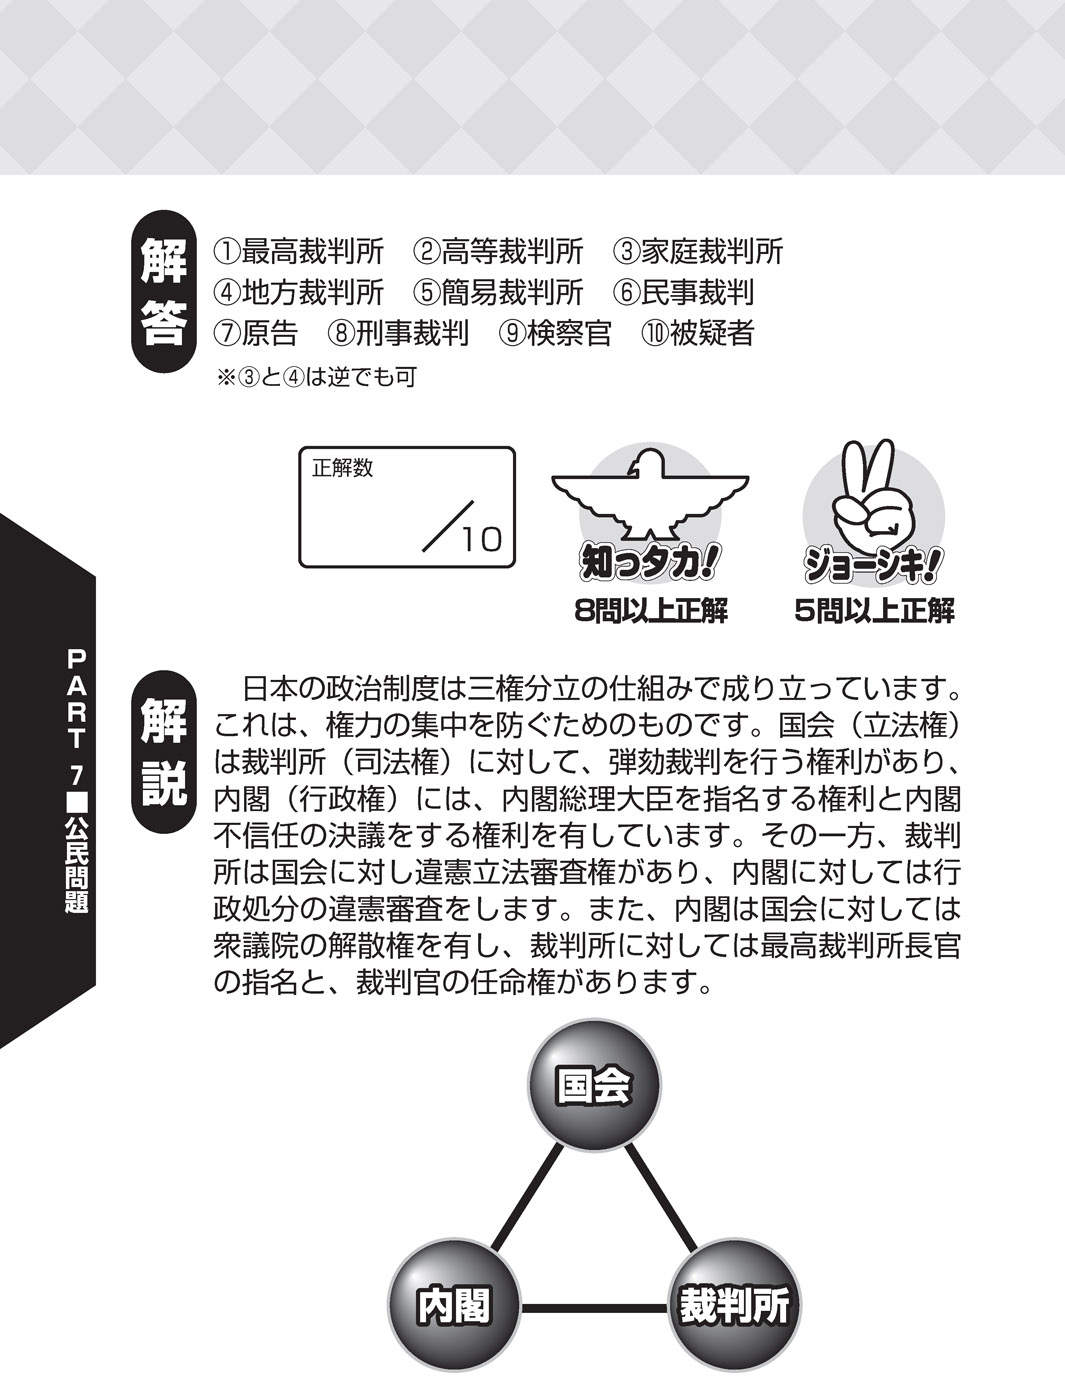 解答
①最高裁判所　②高等裁判所　③家庭裁判所
④地方裁判所　⑤簡易裁判所　⑥民事裁判
⑦原告　⑧刑事裁判　⑨検察官　⑩被疑者
※③と④は逆でも可
正解数
／10
知っタカ！
8問以上正解
ジョーシキ！
5問以上正解
PART 7■公民問題
解説
　日本の政治制度は三権分立の仕組みで成り立っています。
これは、権力の集中を防ぐためのものです。国会（立法権）
は裁判所（司法権）に対して、弾劾裁判を行う権利があり、
内閣（行政権）には、内閣総理大臣を指名する権利と内閣
不信任の決議をする権利を有しています。その一方、裁判
所は国会に対し違憲立法審査権があり、内閣に対しては行
政処分の違憲審査をします。また、内閣は国会に対しては
衆議院の解散権を有し、裁判所に対しては最高裁判所長官
の指名と、裁判官の任命権があります。
国会
内閣
裁判所